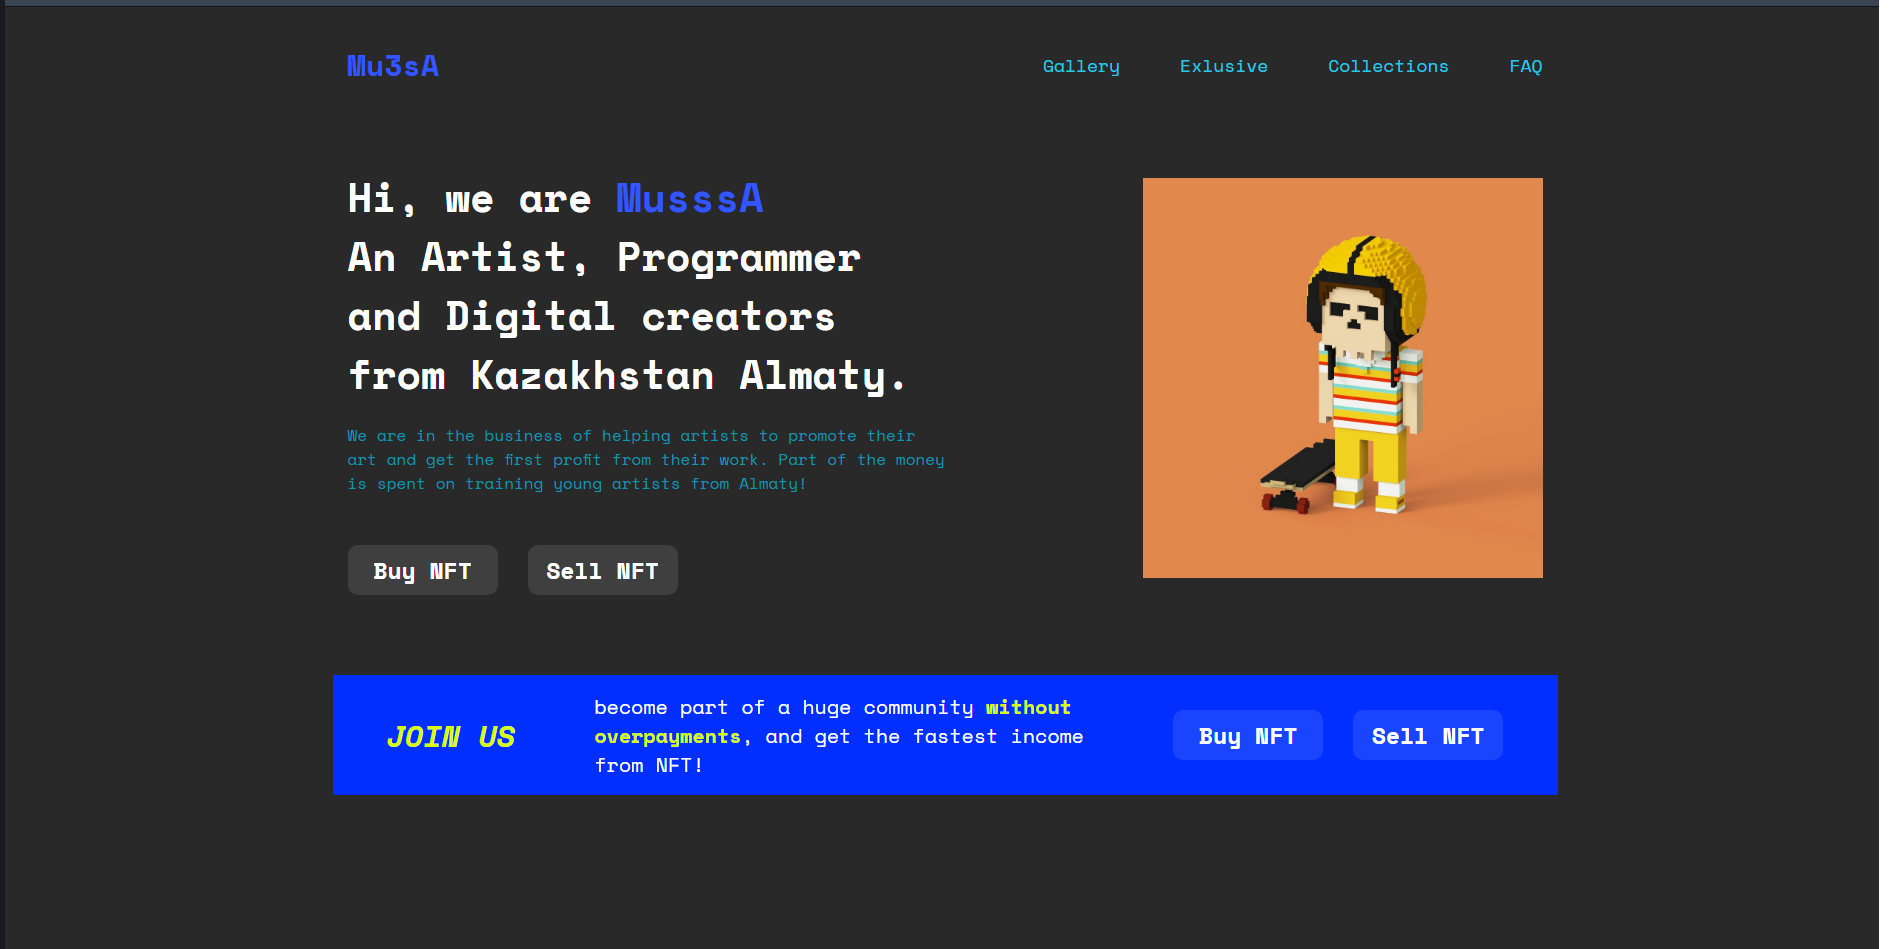 Mu3sA
Gallery Exlusive Collections FAQ
Hi, we are MusssA
An Artist, Programmer
and Digital creators
from Kazakhstan Almaty.
We are in the business of helping artists to promote their
art and get the first profit from their work. Part of the money
is spent on training young artists from Almaty!
Buy NFT Sell NFT
JOIN US
become part of a huge community without
overpayments, and get the fastest income
from NFT!
Buy NFT Sell NFT